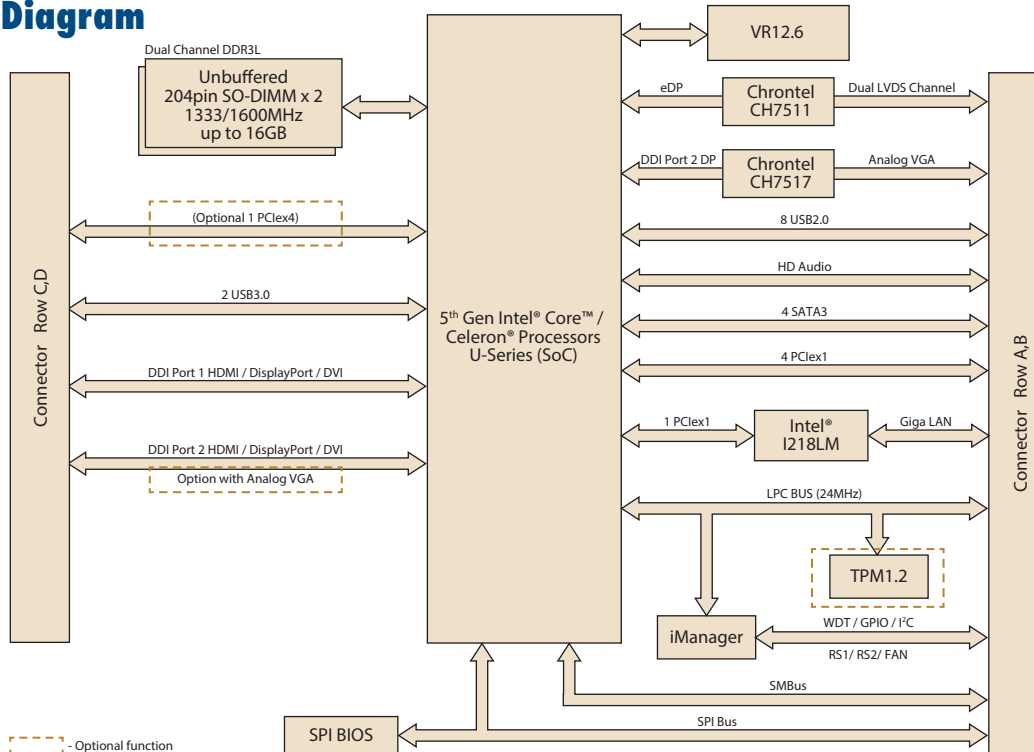 Diagram
Dual Channel DDR3L
Unbuffered
204pin SO-DIMM x 2
1333/1600MHz
up to 16GB
VR12.6
eDP
Chrontel
CH7511
Dual LVDS Channel
DDI Port 2 DP
Chrontel
CH7517
Analog VGA
(Optional 1 PCIex4)
8 USB2.0
HD Audio
2 USB3.0
4 SATA3
5th Gen Intel® Core™ /
Celeron® Processors
U-Series (SoC)
4 PCIex1
DDI Port 1 HDMI / DisplayPort / DVI
1 PCIex1
Intel®
I218LM
Giga LAN
DDI Port 2 HDMI / DisplayPort / DVI
Option with Analog VGA
LPC BUS (24MHz)
TPM1.2
iManager
WDT / GPIO / I²C
RS1/ RS2/ FAN
SMBus
SPI Bus
SPI BIOS
Connector Row C,D
Connector Row A,B
- Optional function